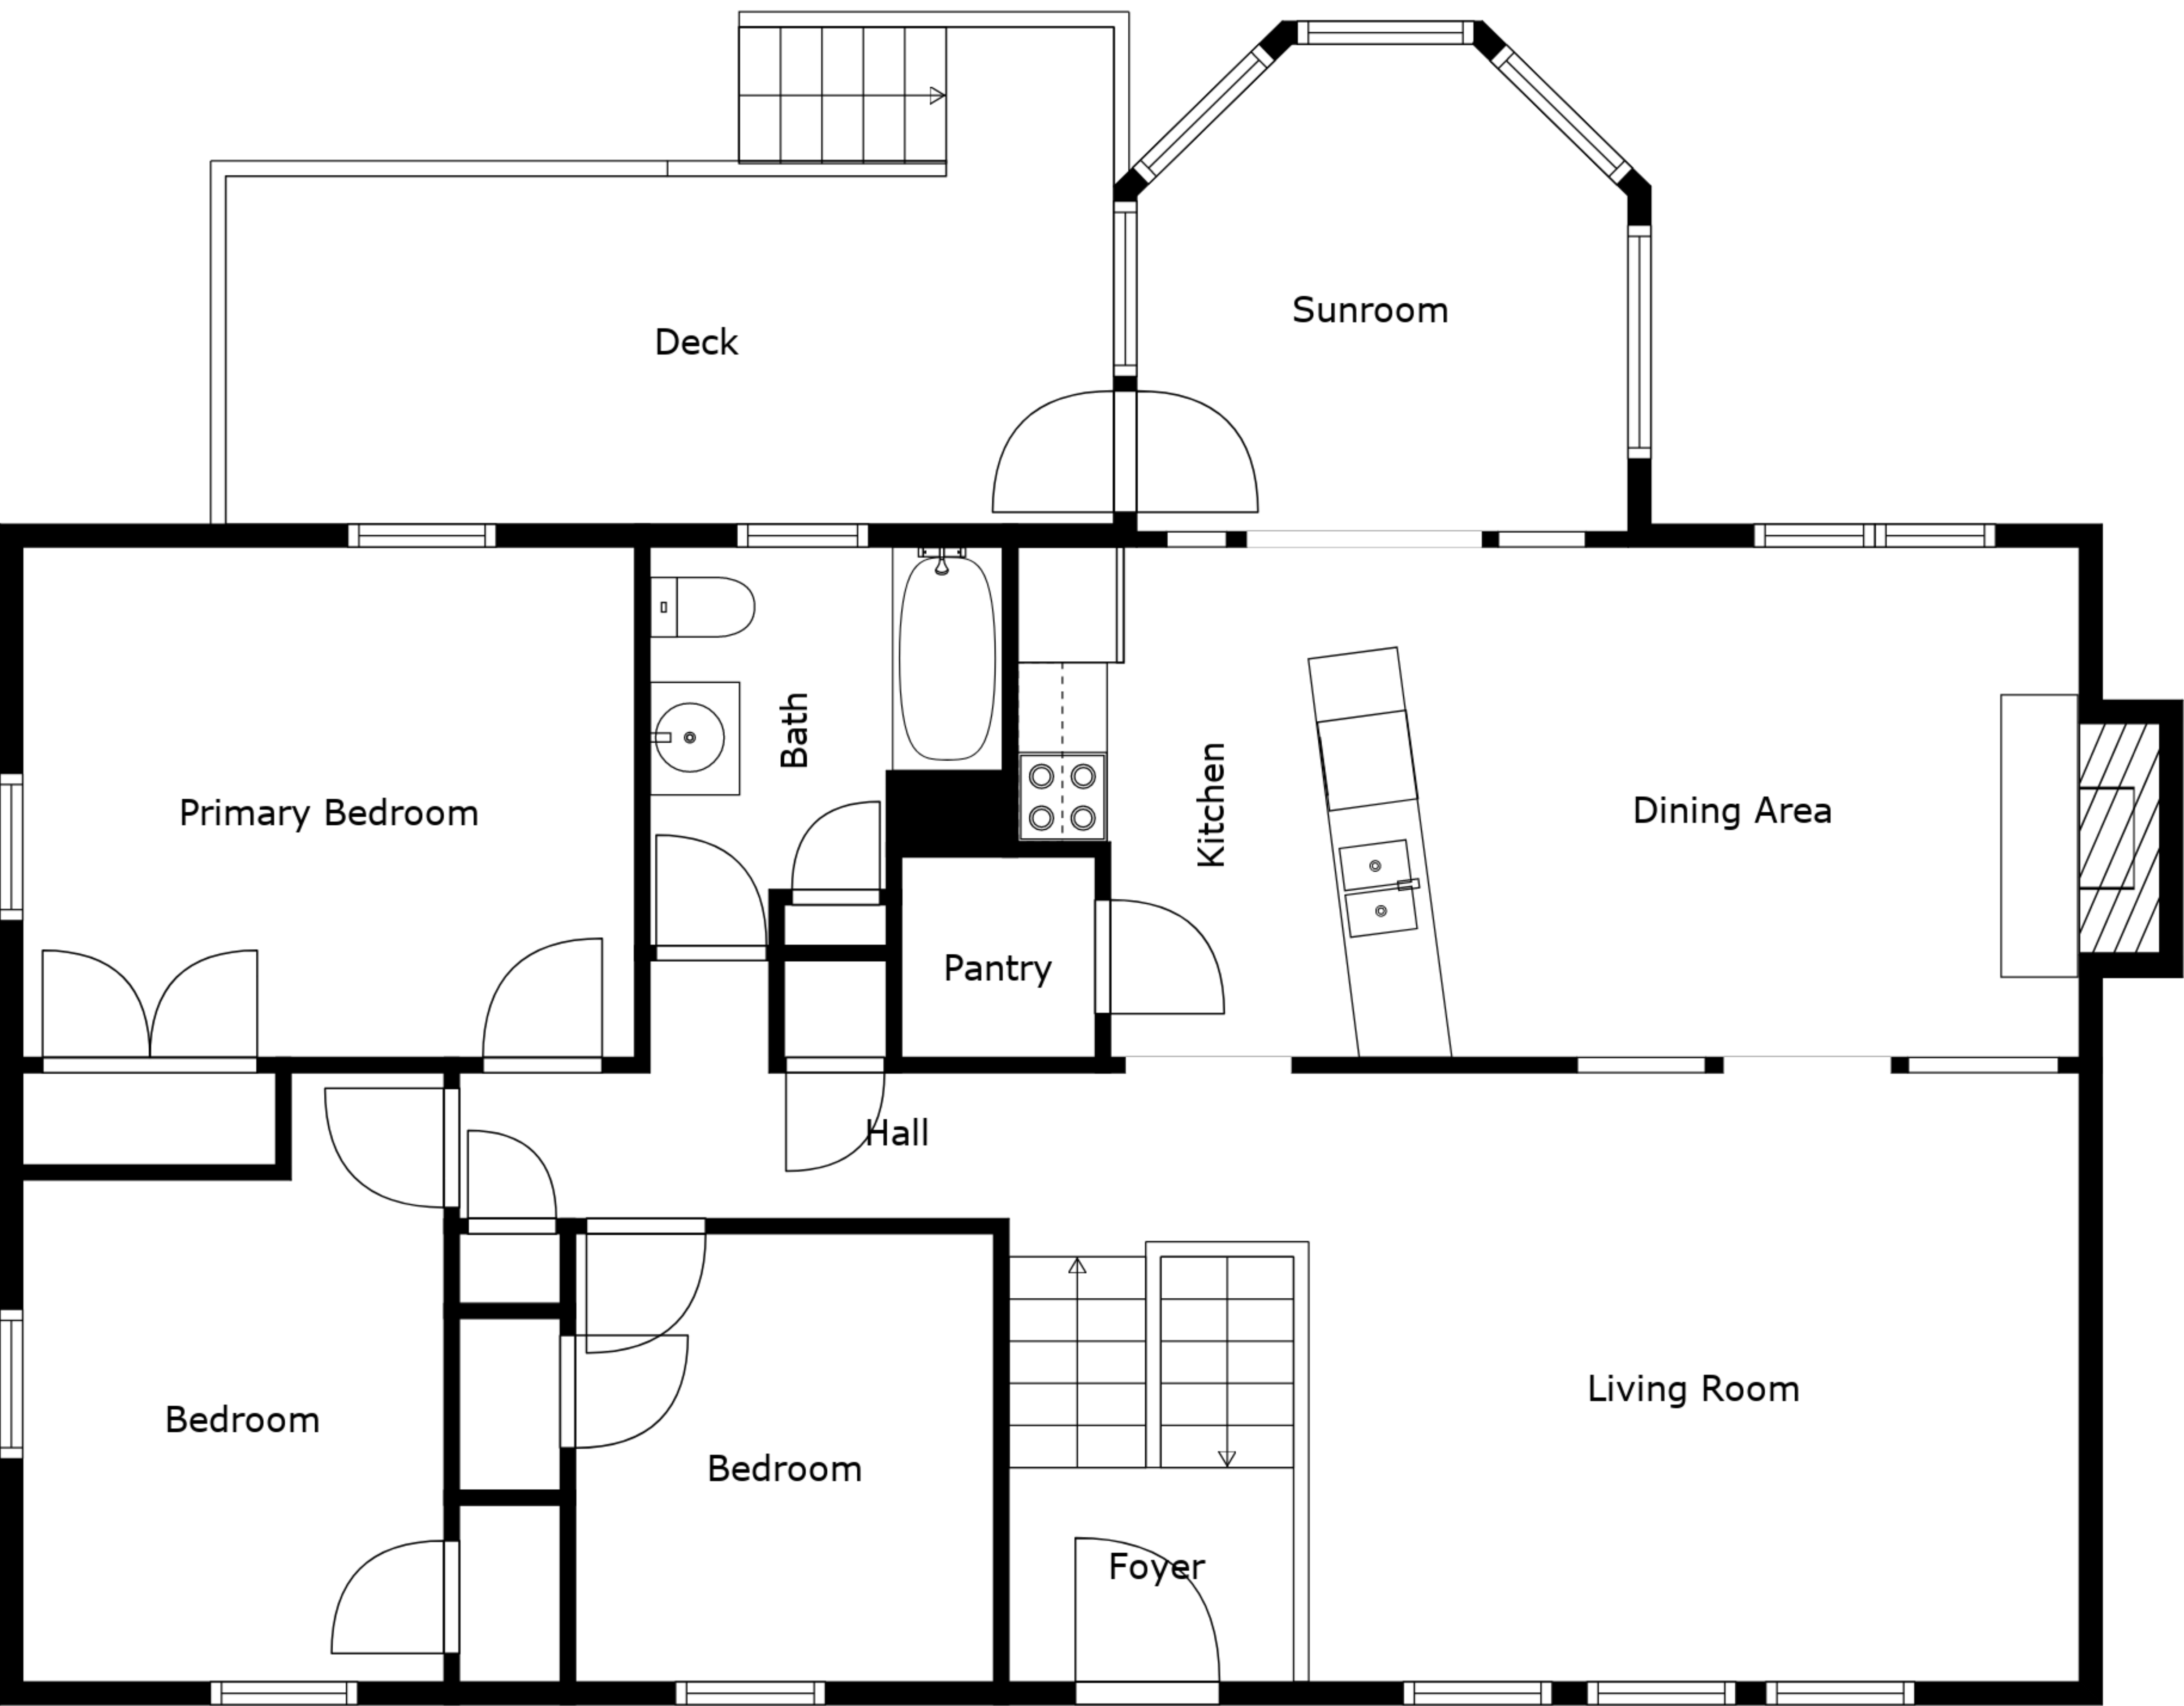 Sunroom
Deck
Bath
Kitchen
Primary Bedroom
Dining Area
Pantry
Hall
Living Room
Bedroom
Bedroom
Foyer